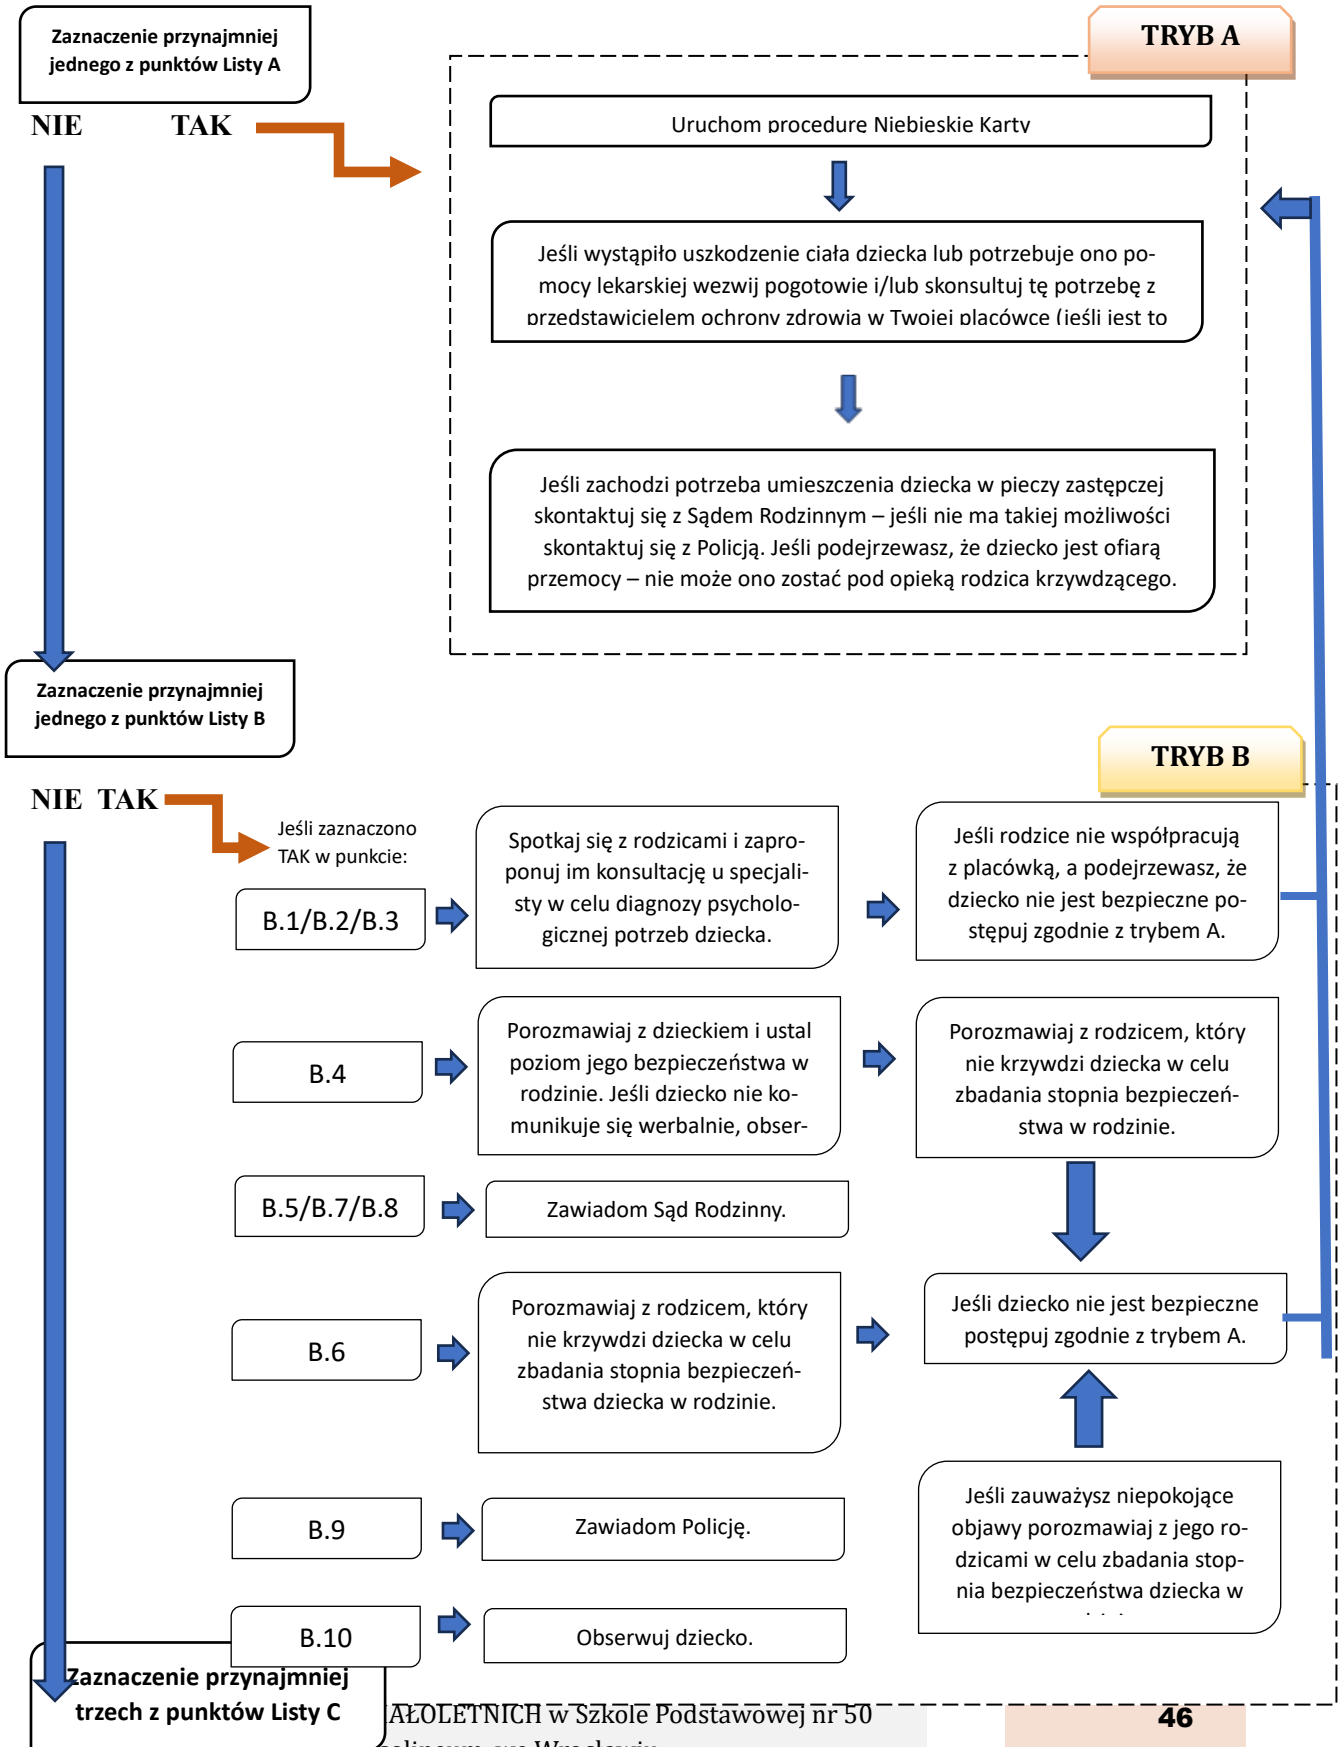 Zaznaczenie przynajmniej
jednego z punktów Listy A
NIE TAK
TRYB A
Uruchom procedurę Niebieskie Karty
Jeśli wystąpiło uszkodzenie ciała dziecka lub potrzebuje ono po-
mocy lekarskiej wezwij pogotowie i/lub skonsultuj tę potrzebę z
przedstawicielem ochrony zdrowia w Twojej placówce (jeśli jest to
Jeśli zachodzi potrzeba umieszczenia dziecka w pieczy zastępczej
skontaktuj się z Sądem Rodzinnym – jeśli nie ma takiej możliwości
skontaktuj się z Policją. Jeśli podejrzewasz, że dziecko jest ofiarą
przemocy – nie może ono zostać pod opieką rodzica krzywdzącego.
Zaznaczenie przynajmniej
jednego z punktów Listy B
NIE TAK
TRYB B
Jeśli zaznaczono
TAK w punkcie:
B.1/B.2/B.3
Spotkaj się z rodzicami i zapro-
ponuj im konsultację u specjali-
sty w celu diagnozy psycholo-
gicznej potrzeb dziecka.
Jeśli rodzice nie współpracują
z placówką, a podejrzewasz, że
dziecko nie jest bezpieczne po-
stępuj zgodnie z trybem A.
B.4
Porozmawiaj z dzieckiem i ustal
poziom jego bezpieczeństwa w
rodzinie. Jeśli dziecko nie ko-
munikuje się werbalnie, obser-
Porozmawiaj z rodzicem, który
nie krzywdzi dziecka w celu
zbadania stopnia bezpieczeń-
stwa w rodzinie.
B.5/B.7/B.8
Zawiadom Sąd Rodzinny.
B.6
Porozmawiaj z rodzicem, który
nie krzywdzi dziecka w celu
zbadania stopnia bezpieczeń-
stwa dziecka w rodzinie.
Jeśli dziecko nie jest bezpieczne
postępuj zgodnie z trybem A.
B.9
Zawiadom Policję.
Jeśli zauważysz niepokojące
objawy porozmawiaj z jego ro-
dzicami w celu zbadania stop-
nia bezpieczeństwa dziecka w
B.10
Obserwuj dziecko.
Zaznaczenie przynajmniej
trzech z punktów Listy C
AŁOLETNICH w Szkole Podstawowej nr 50
we Wrocławiu
46